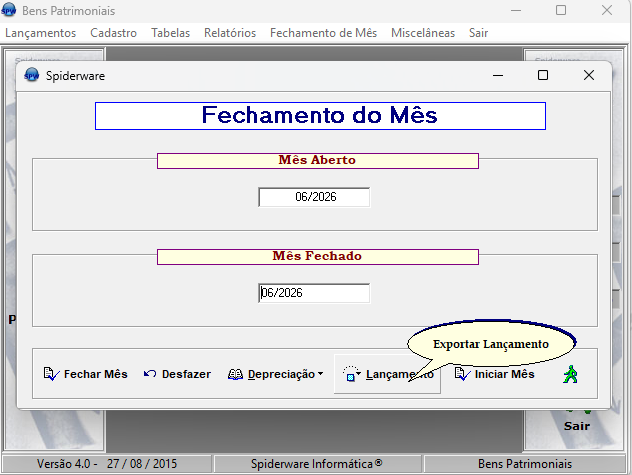 Bens Patrimoniais
Lançamentos Cadastro Tabelas Relatórios Fechamento de Mês Miscelâneas Sair
Spiderware
Fechamento do Mês
Mês Aberto
06/2026
Mês Fechado
06/2026
Exportar Lançamento
Fechar Mês Desfazer Depreciação Lançamento Iniciar Mês
Sair
Versão 4.0 - 27 / 08 / 2015 Spiderware Informática® Bens Patrimoniais